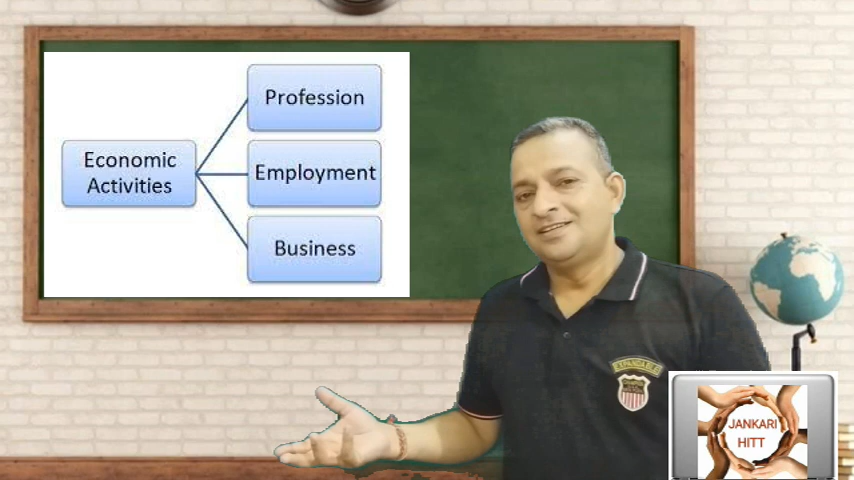 Profession
Economic
Activities
Employment
Business
JANKARI
HITT